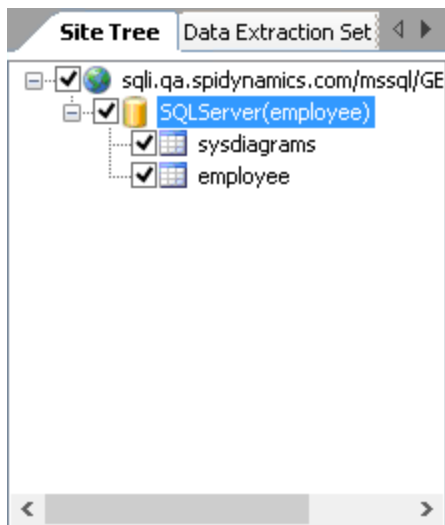 Site Tree Data Extraction Set
sqli.qa.spidynamics.com/mssql/GE
SQLServer(employee)
sysdiagrams
employee